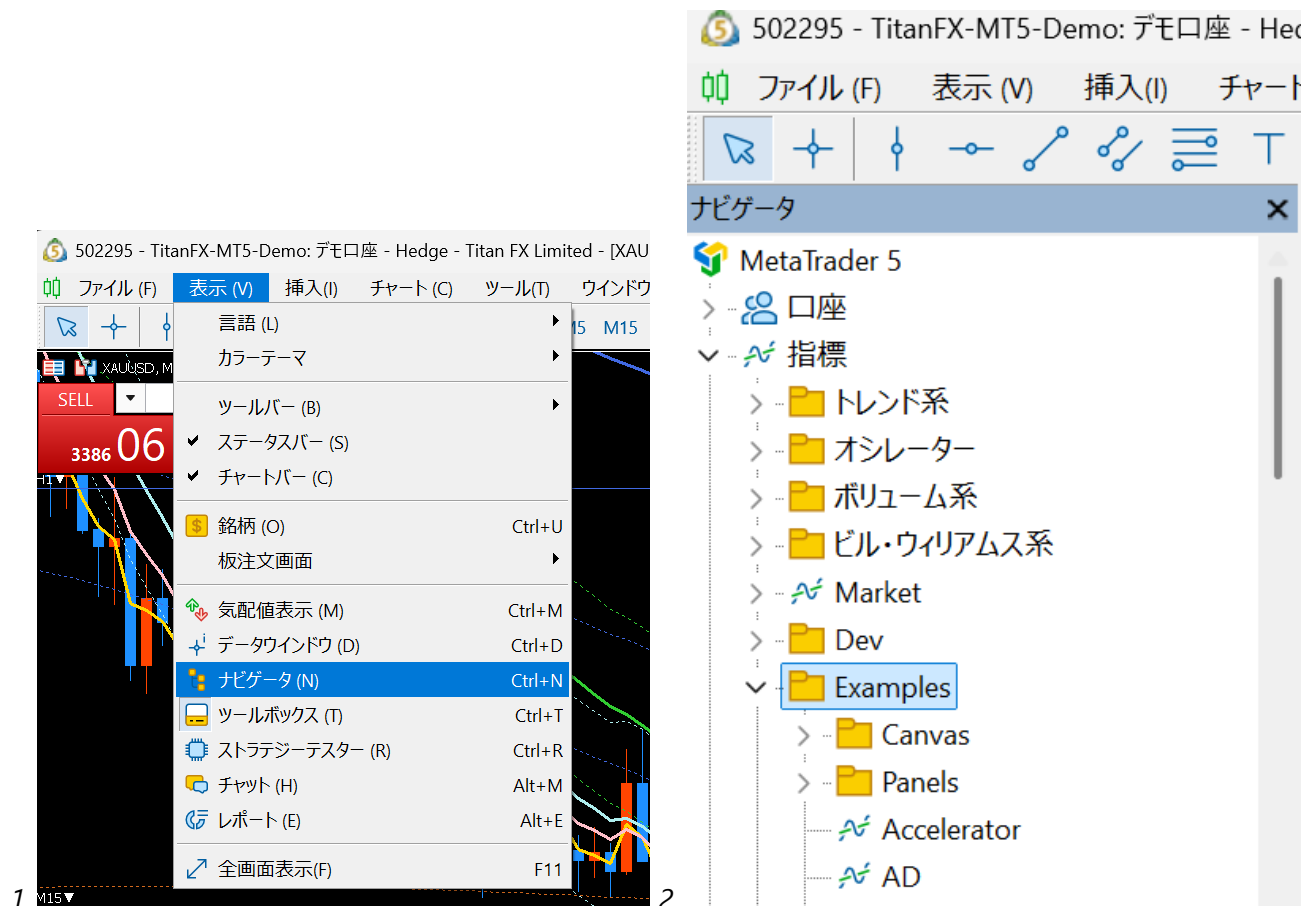 502295 - TitanFX-MT5-Demo: デモ口座 - Hedge - Titan FX Limited - [XAU
ファイル (F) 表示 (V) 挿入(I) チャート (C) ツール(T) ウインドウ
M15
XAUUSD, M
SELL
3386 06
H1▼
言語 (L)
カラーテーマ
ツールバー (B)
ステータスバー (S)
チャートバー (C)
銘柄 (O) Ctrl+U
板注文画面
気配値表示 (M) Ctrl+M
データウインドウ (D) Ctrl+D
ナビゲータ (N) Ctrl+N
ツールボックス (T) Ctrl+T
ストラテジーテスター (R) Ctrl+R
チャット (H) Alt+M
レポート (E) Alt+E
全画面表示(F) F11
M15▼
1
502295 - TitanFX-MT5-Demo: デモ口座 - Hed
ファイル (F) 表示 (V) 挿入(I) チャート
ナビゲータ
MetaTrader 5
口座
指標
トレンド系
オシレーター
ボリューム系
ビル・ウィリアムス系
Market
Dev
Examples
Canvas
Panels
Accelerator
AD
2